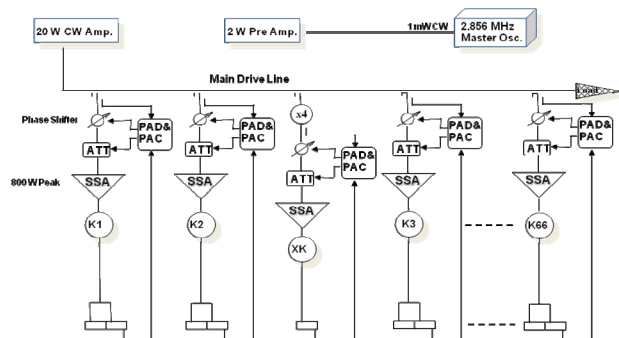 20 W CW Amp.
2 W Pre Amp.
1mWCW
2,856 MHz
Master Osc.
Main Drive Line
Phase Shifter
x4
PAD&
PAC
PAD&
PAC
PAD&
PAC
PAD&
PAC
PAD&
PAC
ATT
ATT
ATT
ATT
ATT
800 W Peak
SSA
SSA
SSA
SSA
SSA
K1
K2
XK
K3
K66